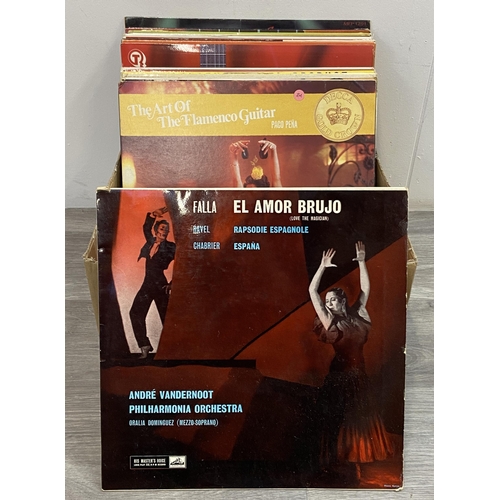 The Art Of
The Flamenco Guitar
PACO PEÑA
DECCA
FALLA EL AMOR BRUJO
(LOVE THE MAGICIAN)
RAVEL RAPSODIE ESPAGNOLE
CHABRIER ESPAÑA
ANDRÉ VANDERNOOT
PHILHARMONIA ORCHESTRA
ORALIA DOMINGUEZ (MEZZO-SOPRANO)
HIS MASTER'S VOICE